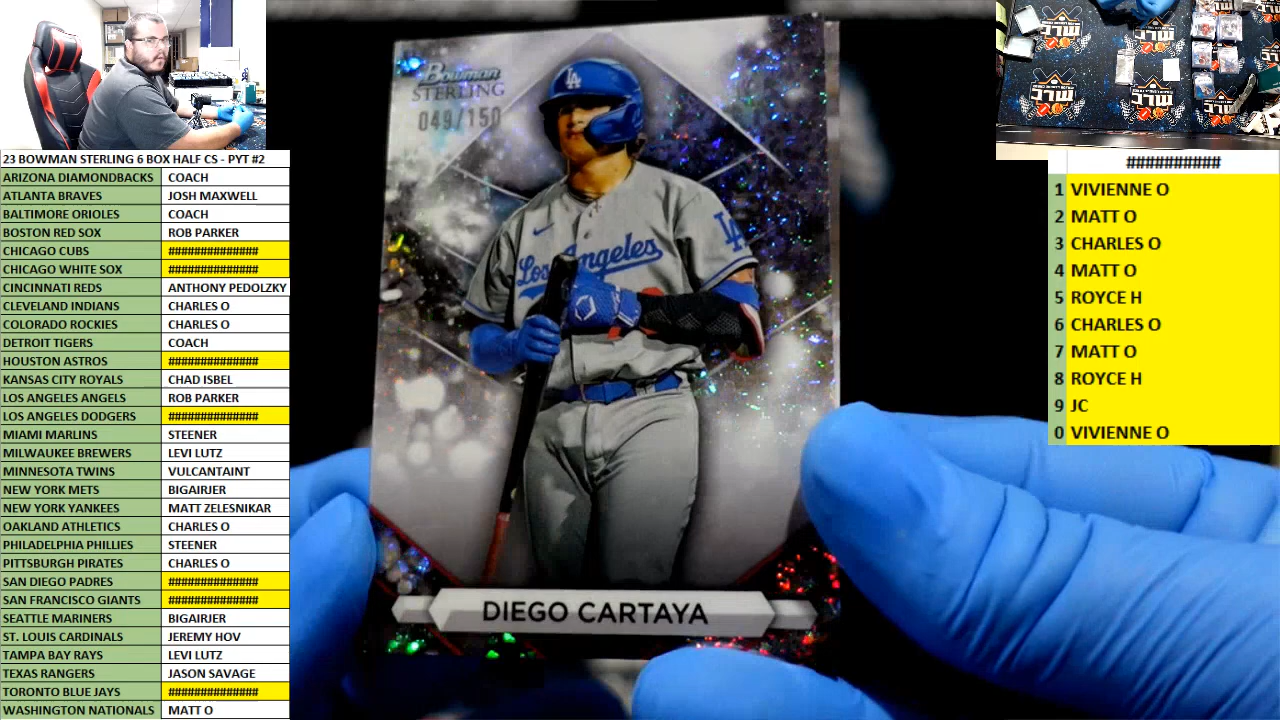 23 BOWMAN STERLING 6 BOX HALF CS - PYT #2
ARIZONA DIAMONDBACKS COACH
ATLANTA BRAVES JOSH MAXWELL
BALTIMORE ORIOLES COACH
BOSTON RED SOX ROB PARKER
CHICAGO CUBS ##############
CHICAGO WHITE SOX ##############
CINCINNATI REDS ANTHONY PEDOLZKY
CLEVELAND INDIANS CHARLES O
COLORADO ROCKIES CHARLES O
DETROIT TIGERS COACH
HOUSTON ASTROS ##############
KANSAS CITY ROYALS CHAD ISBEL
LOS ANGELES ANGELS ROB PARKER
LOS ANGELES DODGERS ##############
MIAMI MARLINS STEENER
MILWAUKEE BREWERS LEVI LUTZ
MINNESOTA TWINS VULCANTAINT
NEW YORK METS BIGAIRJER
NEW YORK YANKEES MATT ZELESNIKAR
OAKLAND ATHLETICS CHARLES O
PHILADELPHIA PHILLIES STEENER
PITTSBURGH PIRATES CHARLES O
SAN DIEGO PADRES ##############
SAN FRANCISCO GIANTS ##############
SEATTLE MARINERS BIGAIRJER
ST. LOUIS CARDINALS JEREMY HOV
TAMPA BAY RAYS LEVI LUTZ
TEXAS RANGERS JASON SAVAGE
TORONTO BLUE JAYS ##############
WASHINGTON NATIONALS MATT O
Bowman
STERLING
049/150
LA
Los Angeles
LA
DIEGO CARTAYA
##########
1 VIVIENNE O
2 MATT O
3 CHARLES O
4 MATT O
5 ROYCE H
6 CHARLES O
7 MATT O
8 ROYCE H
9 JC
0 VIVIENNE O